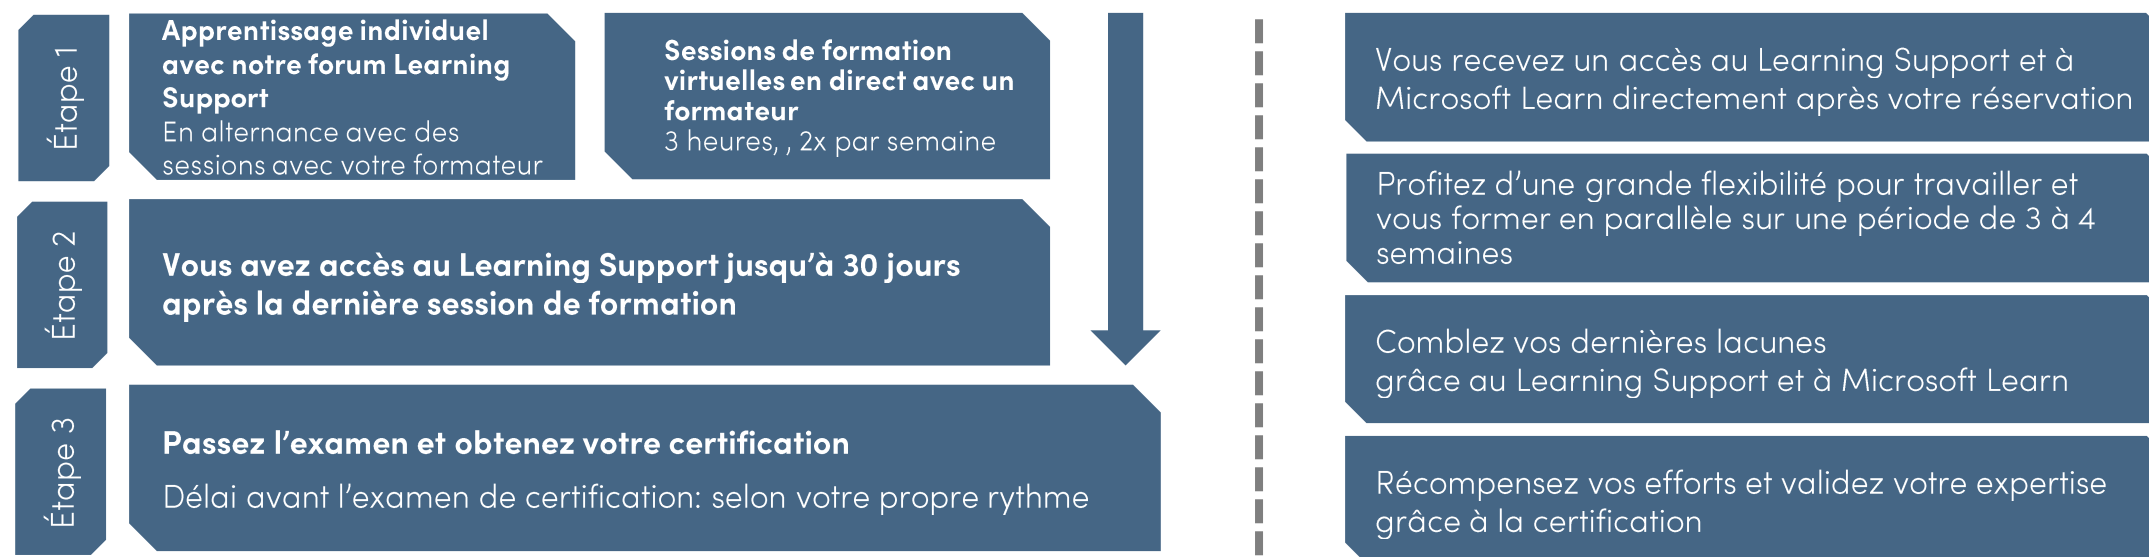 Étape 1
Apprentissage individuel
avec notre forum Learning
Support
En alternance avec des
sessions avec votre formateur
Sessions de formation
virtuelles en direct avec un
formateur
3 heures, , 2x par semaine
Étape 2
Vous avez accès au Learning Support jusqu'à 30 jours
après la dernière session de formation
Étape 3
Passez l'examen et obtenez votre certification
Délai avant l'examen de certification: selon votre propre rythme
Vous recevez un accès au Learning Support et à
Microsoft Learn directement après votre réservation
Profitez d'une grande flexibilité pour travailler et
vous former en parallèle sur une période de 3 à 4
semaines
Comblez vos dernières lacunes
grâce au Learning Support et à Microsoft Learn
Récompensez vos efforts et validez votre expertise
grâce à la certification